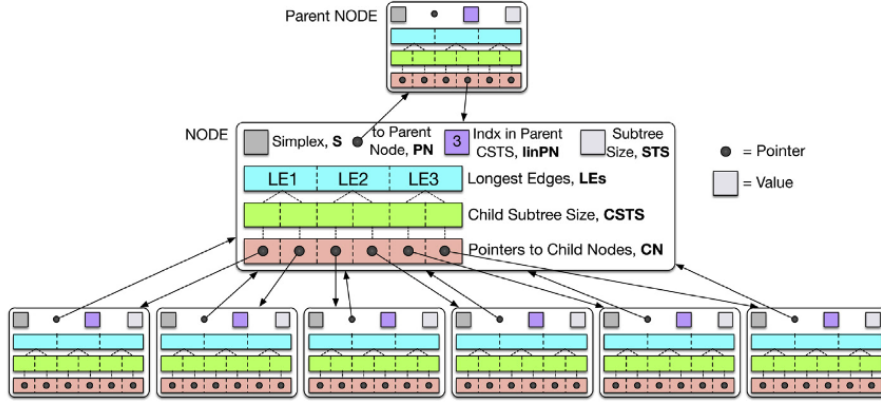 Parent NODE
NODE
Simplex, S
to Parent
Node, PN
3
Indx in Parent
CSTS, IinPN
Subtree
Size, STS
= Pointer
= Value
LE1 LE2 LE3
Longest Edges, LEs
Child Subtree Size, CSTS
Pointers to Child Nodes, CN